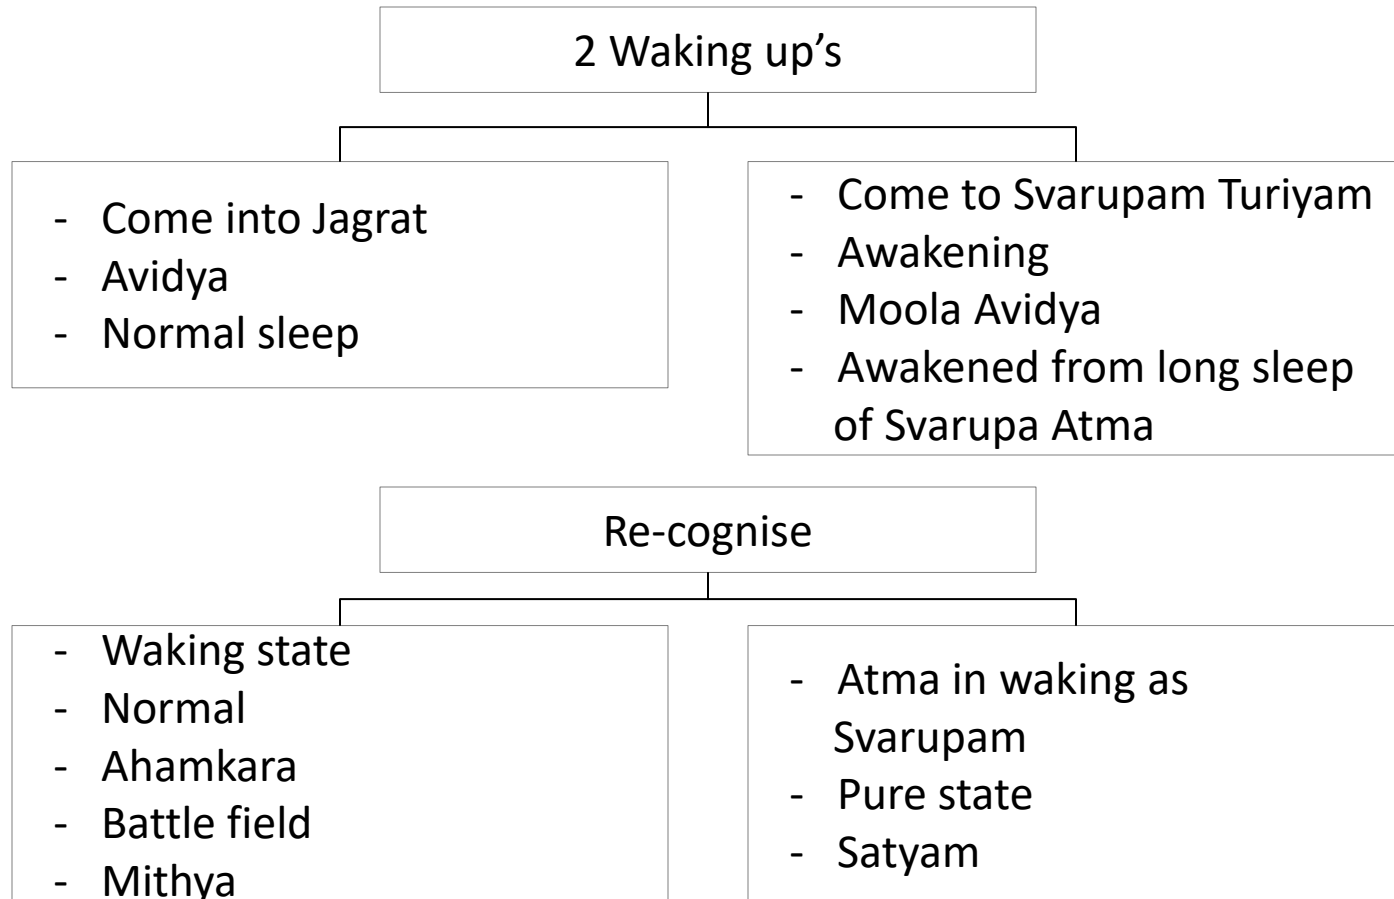 2 Waking up’s
- Come into Jagrat
- Avidya
- Normal sleep
- Come to Svarupam Turiyam
- Awakening
- Moola Avidya
- Awakened from long sleep
of Svarupa Atma
Re-cognise
- Waking state
- Normal
- Ahamkara
- Battle field
- Mithya
- Atma in waking as
Svarupam
- Pure state
- Satyam